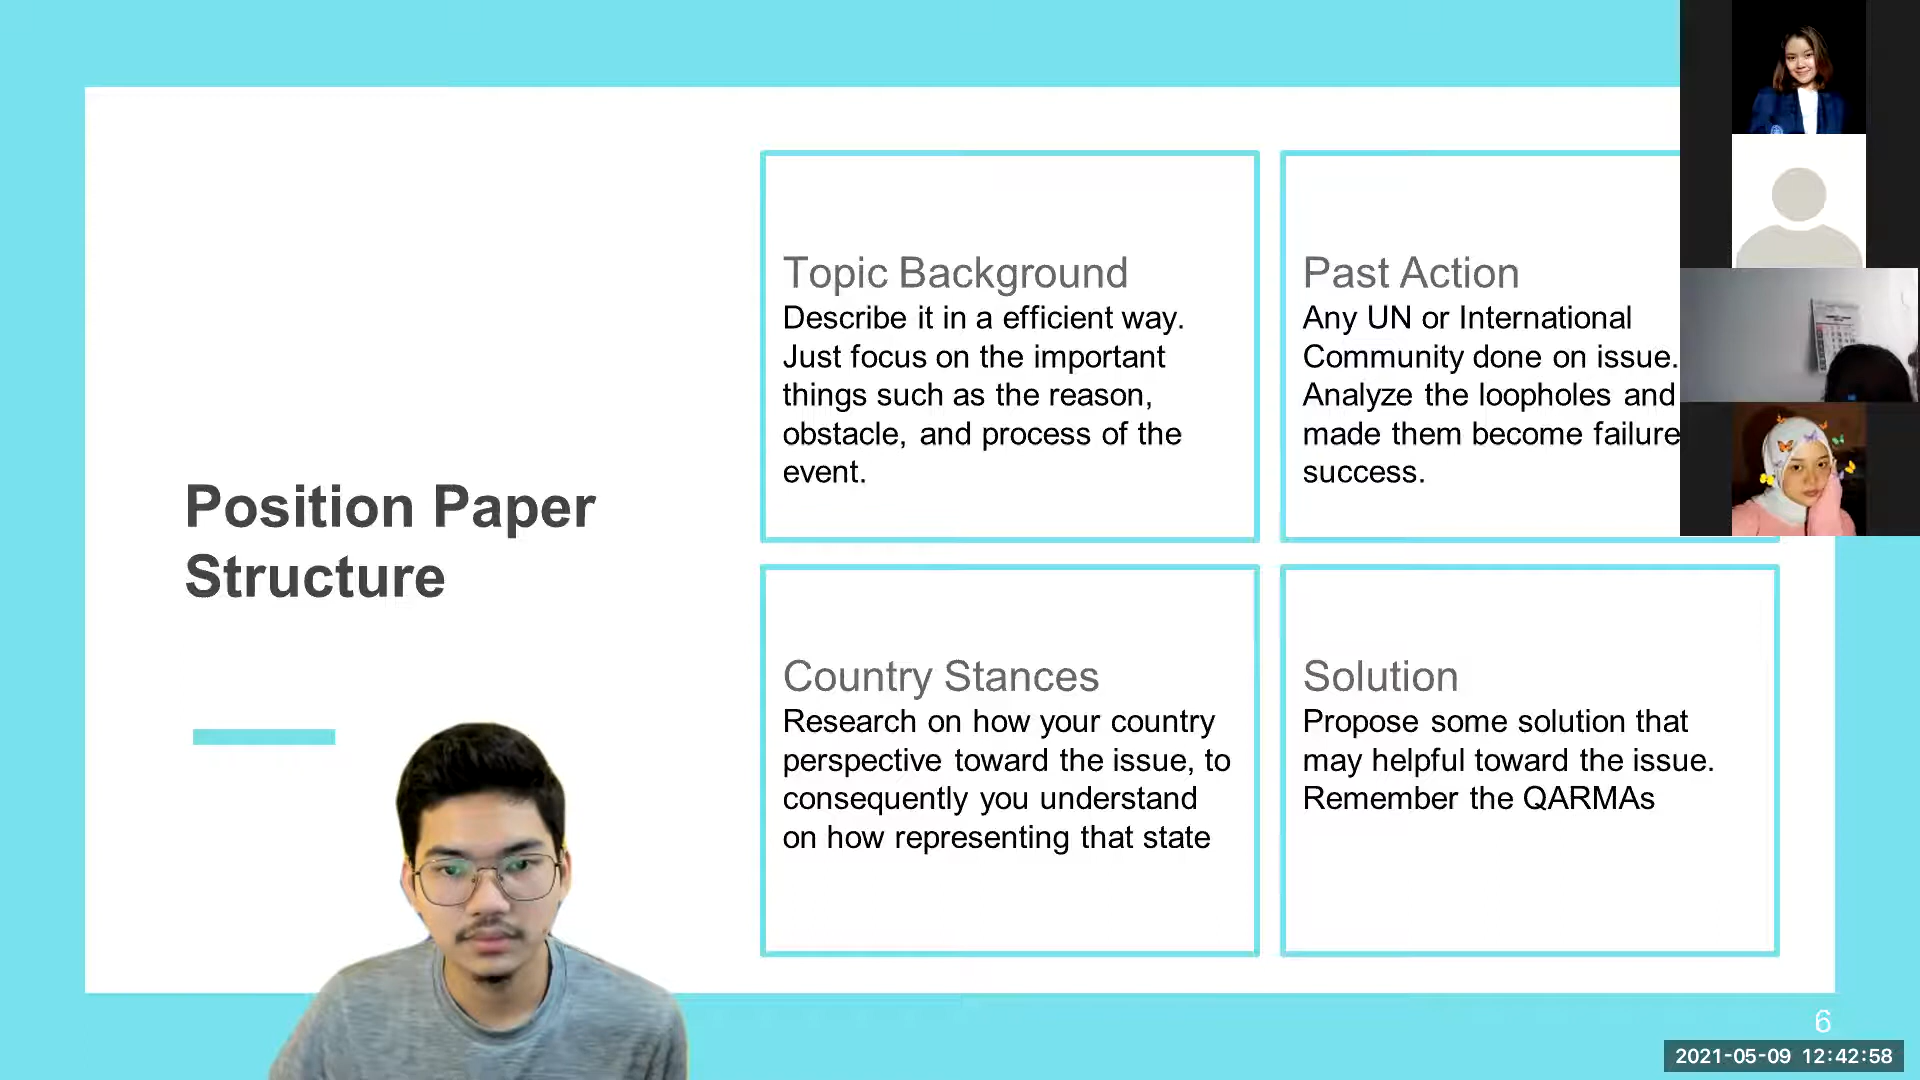 Position Paper
Structure
Topic Background
Describe it in a efficient way.
Just focus on the important
things such as the reason,
obstacle, and process of the
event.
Past Action
Any UN or International
Community done on issue.
Analyze the loopholes and
made them become failure
success.
Country Stances
Research on how your country
perspective toward the issue, to
consequently you understand
on how representing that state
Solution
Propose some solution that
may helpful toward the issue.
Remember the QARMAs
6
2021-05-09 12:42:58